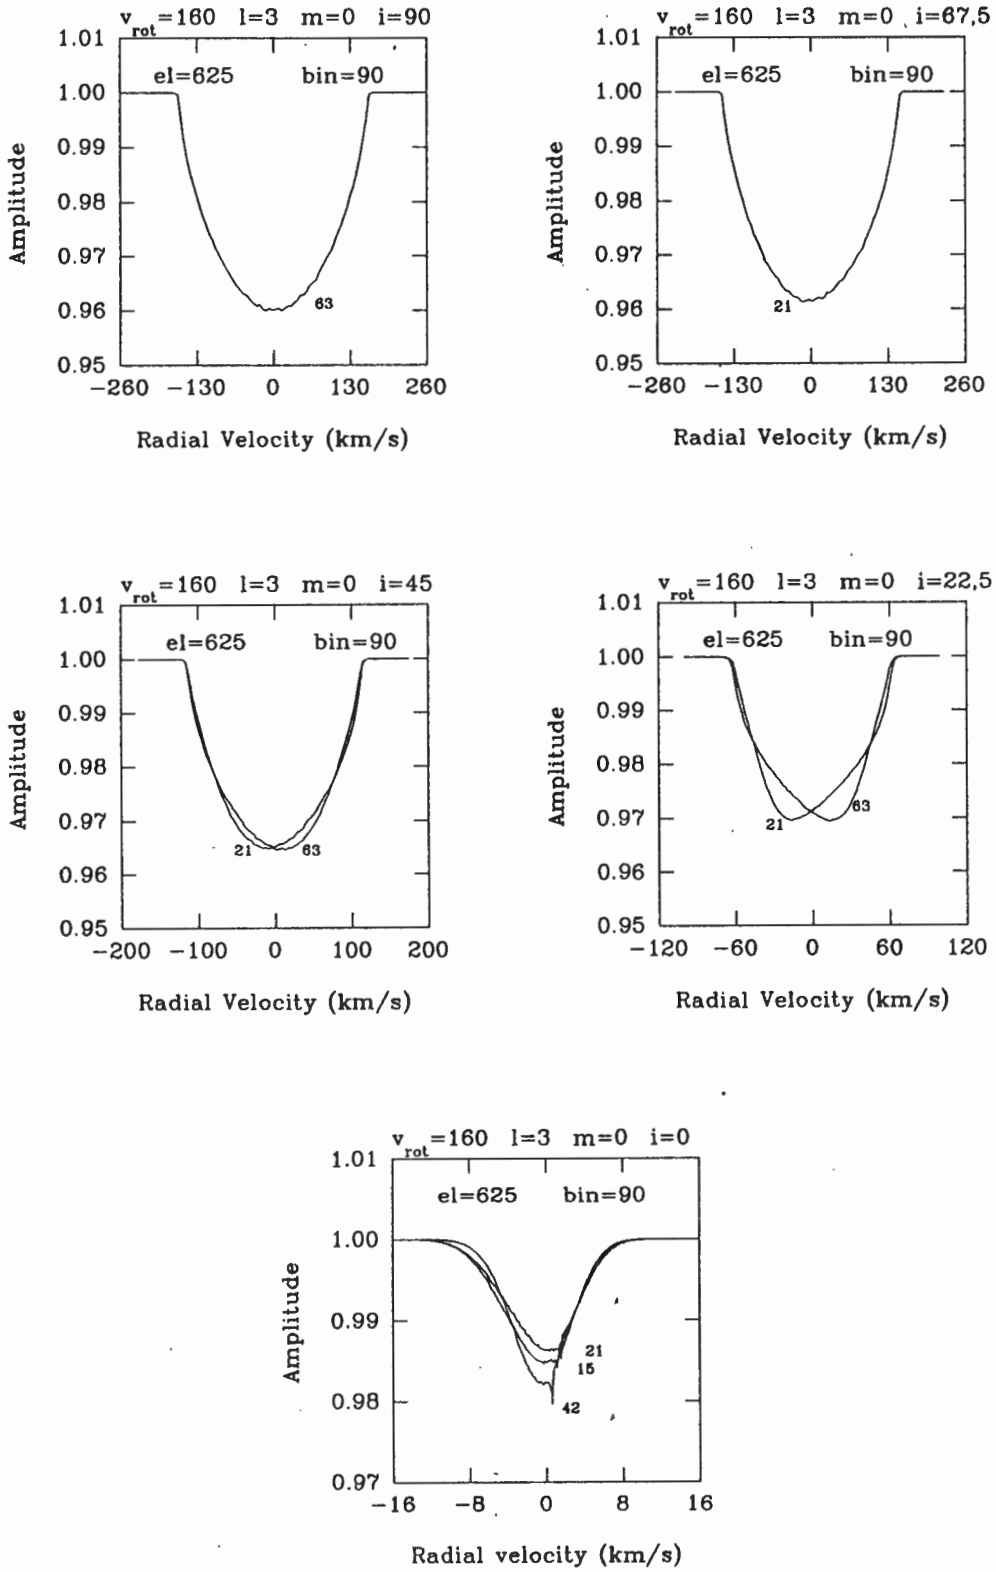 v_rot=160 l=3 m=0 i=90
1.01
el=625 bin=90
1.00
0.99
0.98
0.97
0.96
0.95
63
Amplitude
-260 -130 0 130 260
Radial Velocity (km/s)
v_rot=160 l=3 m=0 i=67,5
1.01
el=625 bin=90
1.00
0.99
0.98
0.97
0.96
0.95
21
Amplitude
-260 -130 0 130 260
Radial Velocity (km/s)
v_rot=160 l=3 m=0 i=45
1.01
el=625 bin=90
1.00
0.99
0.98
0.97
0.96
0.95
21 63
Amplitude
-200 -100 0 100 200
Radial Velocity (km/s)
v_rot=160 l=3 m=0 i=22,5
1.01
el=625 bin=90
1.00
0.99
0.98
0.97
0.96
0.95
21 63
Amplitude
-120 -60 0 60 120
Radial Velocity (km/s)
v_rot=160 l=3 m=0 i=0
1.01
el=625 bin=90
1.00
0.99
0.98
0.97
21
15
42
Amplitude
-16 -8 0 8 16
Radial velocity (km/s)